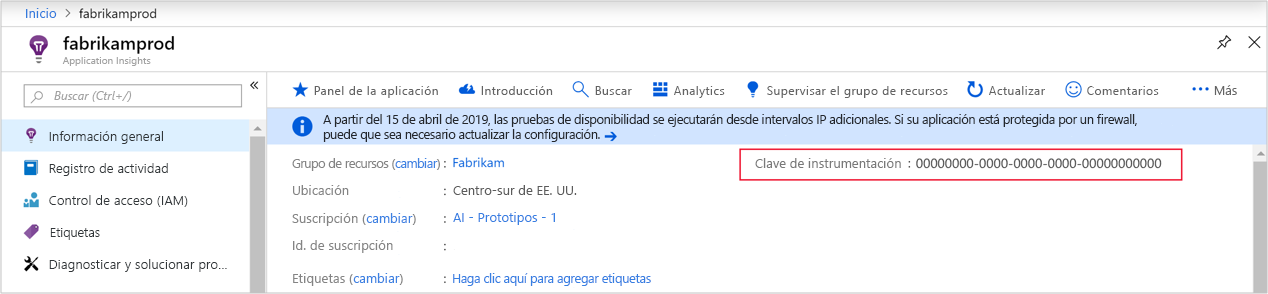 Inicio > fabrikamprod
fabrikamprod
Application Insights
Buscar (Ctrl+/)
Información general
Registro de actividad
Control de acceso (IAM)
Etiquetas
Diagnosticar y solucionar pro...
Panel de la aplicación Introducción Buscar Analytics Supervisar el grupo de recursos Actualizar Comentarios Más
A partir del 15 de abril de 2019, las pruebas de disponibilidad se ejecutarán desde intervalos IP adicionales. Si su aplicación está protegida por un firewall,
puede que sea necesario actualizar la configuración. →
Grupo de recursos (cambiar) : Fabrikam Clave de instrumentación : 00000000-0000-0000-0000-00000000000
Ubicación : Centro-sur de EE. UU.
Suscripción (cambiar) : AI - Prototipos - 1
Id. de suscripción :
Etiquetas (cambiar) : Haga clic aquí para agregar etiquetas